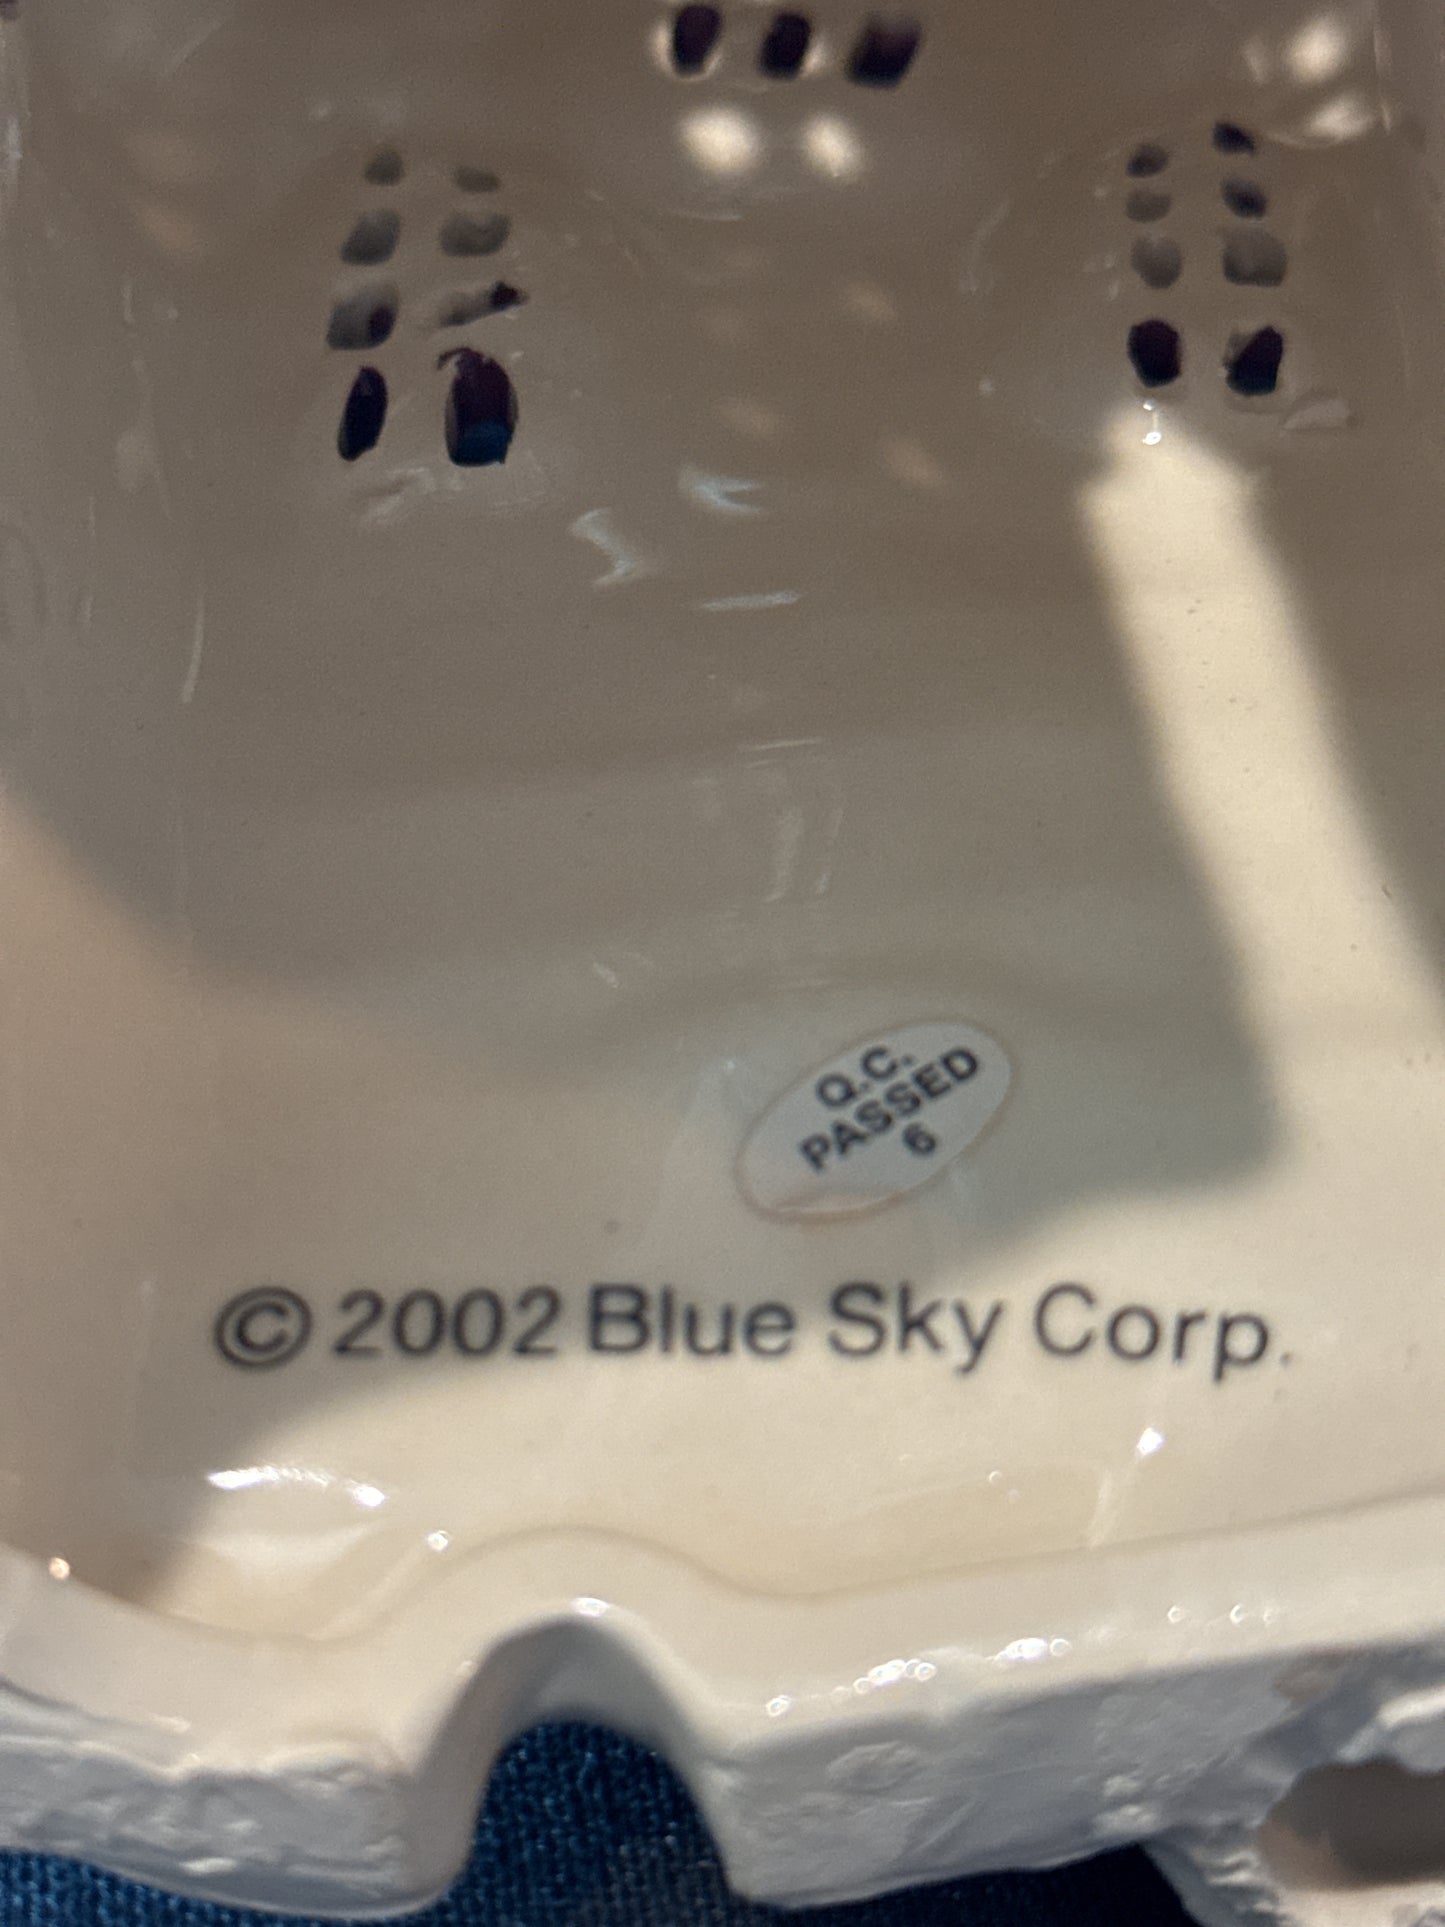 Q.C.
PASSED
6
© 2002 Blue Sky Corp.